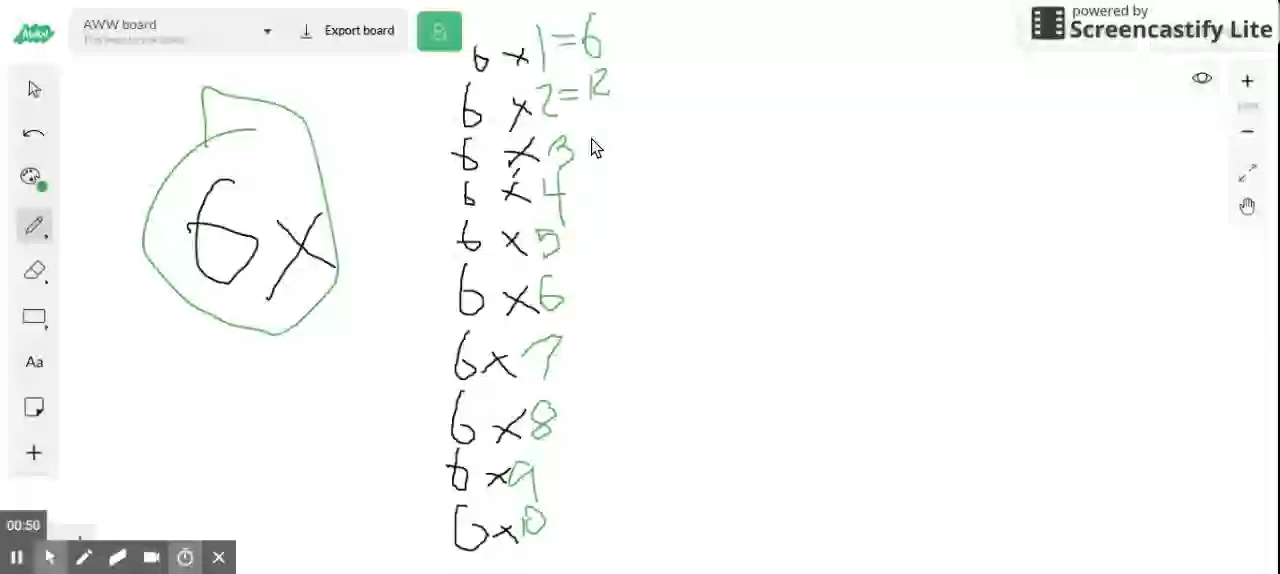 AWW board
Export board
powered by
Screencastify Lite
6 x 1 = 6
6 x 2 = 12
6 x 3
6 x 4
6 x 5
6 x 6
6 x 7
6 x 8
6 x 9
6 x 10
6x
Aa
00:50